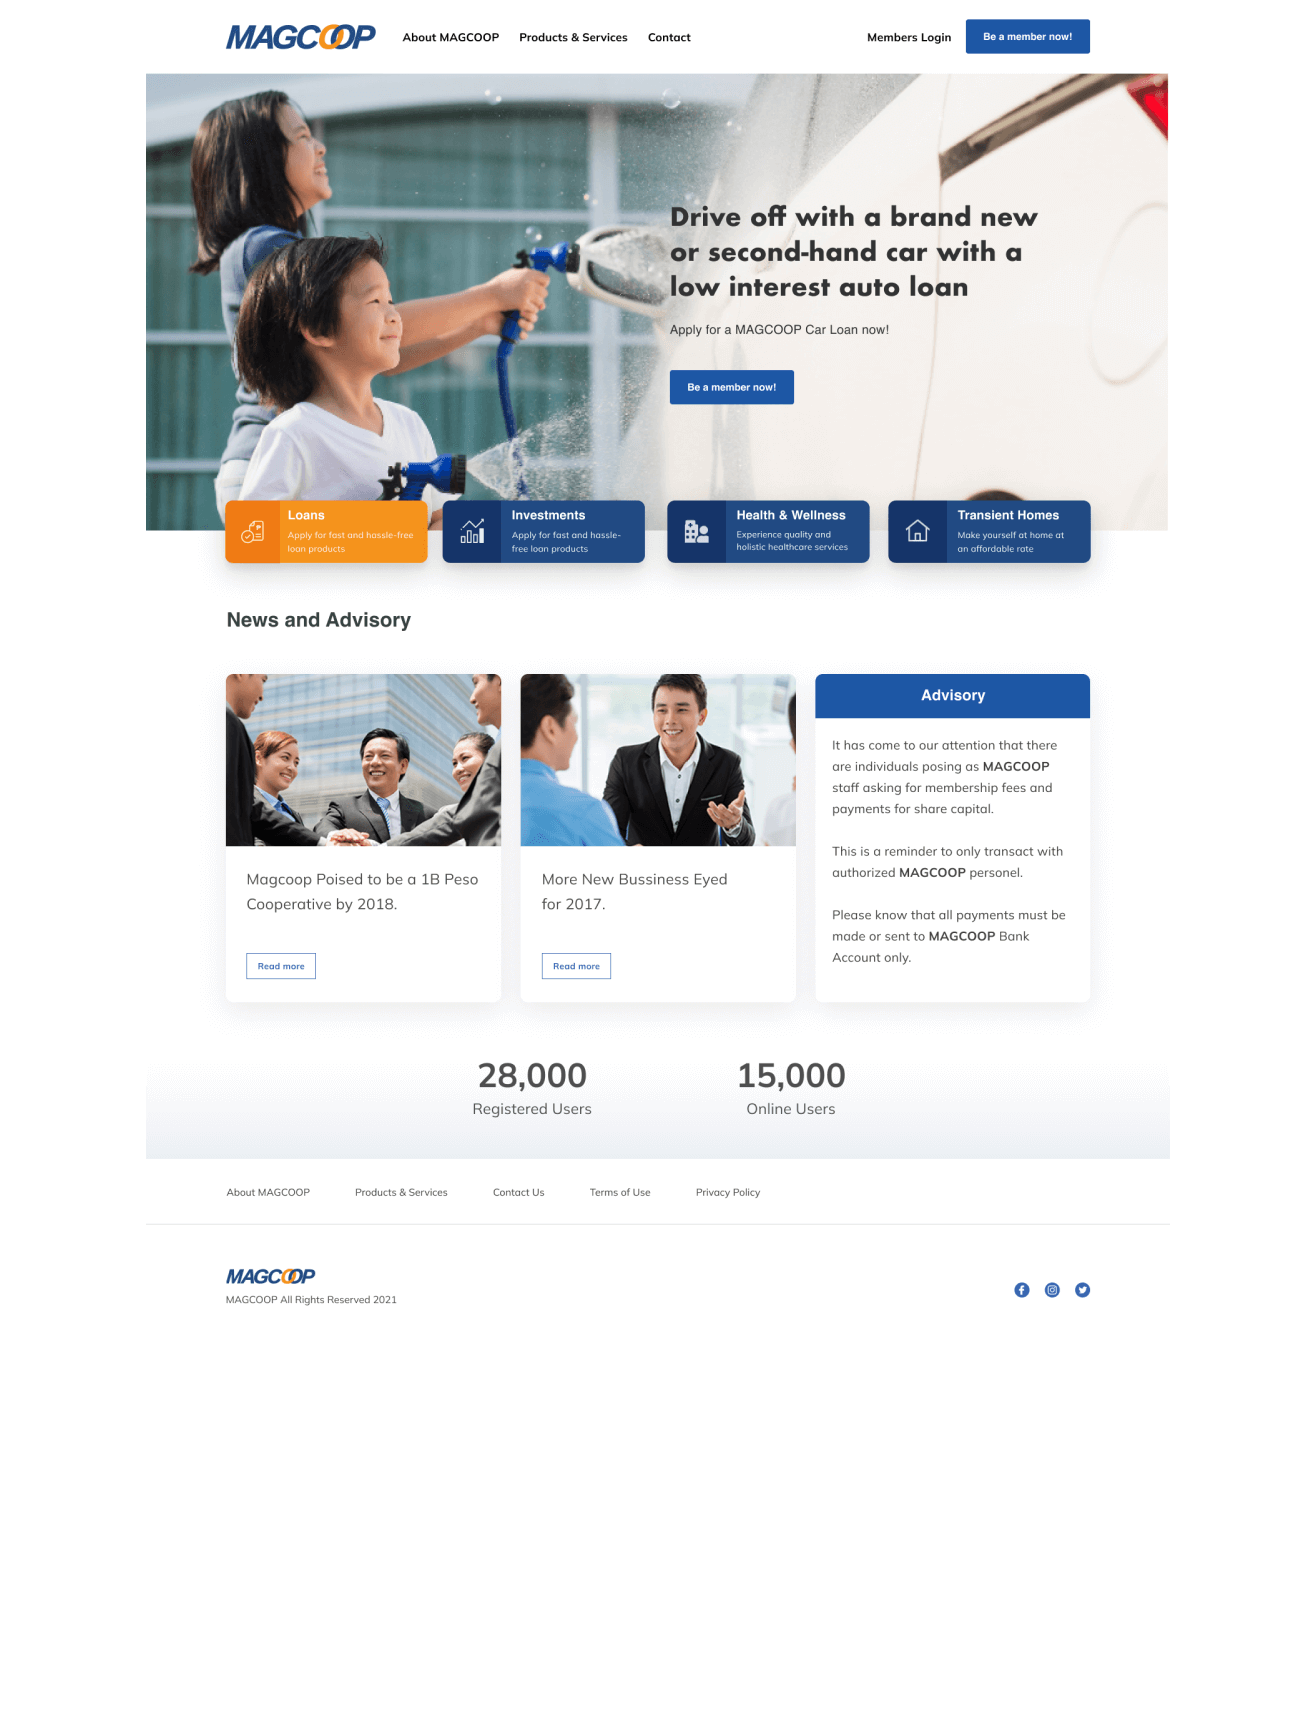 MAGCOOP
About MAGCOOP
Products & Services
Contact
Members Login
Be a member now!
Drive off with a brand new
or second-hand car with a
low interest auto loan
Apply for a MAGCOOP Car Loan now!
Be a member now!
Loans
Apply for fast and hassle-free
loan products
Investments
Apply for fast and hassle-
free loan products
Health & Wellness
Experience quality and
holistic healthcare services
Transient Homes
Make yourself at home at
an affordable rate
News and Advisory
Magcoop Poised to be a 1B Peso
Cooperative by 2018.
Read more
More New Bussiness Eyed
for 2017.
Read more
Advisory
It has come to our attention that there
are individuals posing as MAGCOOP
staff asking for membership fees and
payments for share capital.
This is a reminder to only transact with
authorized MAGCOOP personel.
Please know that all payments must be
made or sent to MAGCOOP Bank
Account only.
28,000
Registered Users
15,000
Online Users
About MAGCOOP
Products & Services
Contact Us
Terms of Use
Privacy Policy
MAGCOOP
MAGCOOP All Rights Reserved 2021